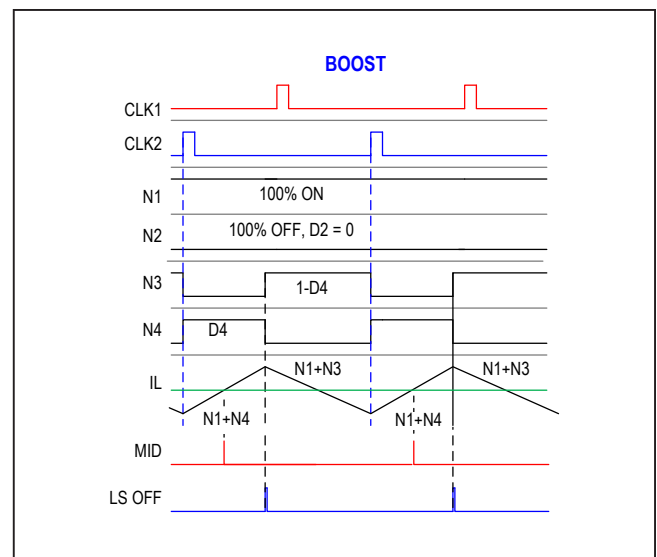 BOOST
CLK1
CLK2
N1
100% ON
N2
100% OFF, D2 = 0
N3
1-D4
N4
D4
N1+N3
N1+N3
IL
N1+N4
N1+N4
MID
LS OFF